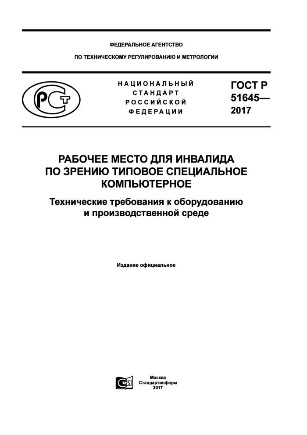 ФЕДЕРАЛЬНОЕ АГЕНТСТВО
ПО ТЕХНИЧЕСКОМУ РЕГУЛИРОВАНИЮ И МЕТРОЛОГИИ
НАЦИОНАЛЬНЫЙ
СТАНДАРТ
РОССИЙСКОЙ
ФЕДЕРАЦИИ
ГОСТ Р
51645—
2017
РАБОЧЕЕ МЕСТО ДЛЯ ИНВАЛИДА
ПО ЗРЕНИЮ ТИПОВОЕ СПЕЦИАЛЬНОЕ
КОМПЬЮТЕРНОЕ
Технические требования к оборудованию
и производственной среде
Издание официальное
Москва
Стандартинформ
2017